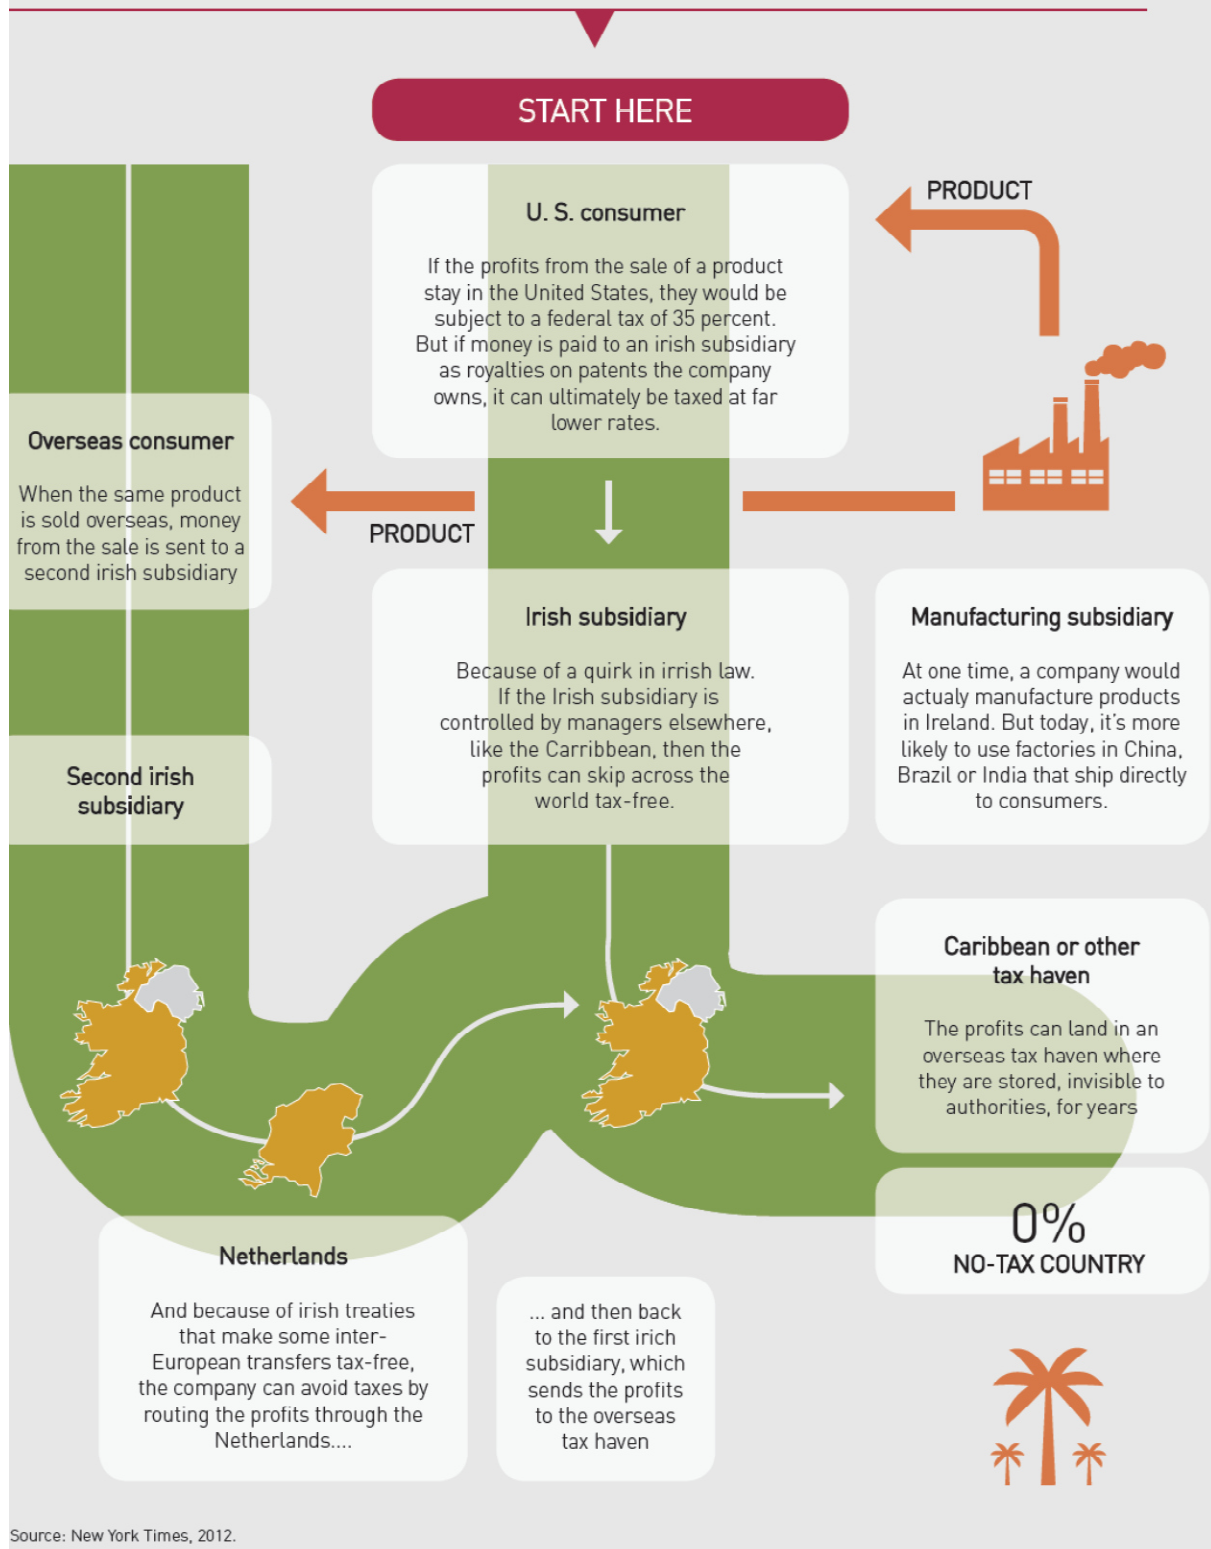 START HERE
PRODUCT
U. S. consumer
If the profits from the sale of a product
stay in the United States, they would be
subject to a federal tax of 35 percent.
But if money is paid to an irish subsidiary
as royalties on patents the company
owns, it can ultimately be taxed at far
lower rates.
Overseas consumer
When the same product
is sold overseas, money
from the sale is sent to a
second irish subsidiary
PRODUCT
Irish subsidiary
Because of a quirk in irrish law.
If the Irish subsidiary is
controlled by managers elsewhere,
like the Carribbean, then the
profits can skip across the
world tax-free.
Manufacturing subsidiary
At one time, a company would
actualy manufacture products
in Ireland. But today, it's more
likely to use factories in China,
Brazil or India that ship directly
to consumers.
Second irish
subsidiary
Caribbean or other
tax haven
The profits can land in an
overseas tax haven where
they are stored, invisible to
authorities, for years
0%
NO-TAX COUNTRY
Netherlands
And because of irish treaties
that make some inter-
European transfers tax-free,
the company can avoid taxes by
routing the profits through the
Netherlands....
... and then back
to the first irich
subsidiary, which
sends the profits
to the overseas
tax haven
Source: New York Times, 2012.